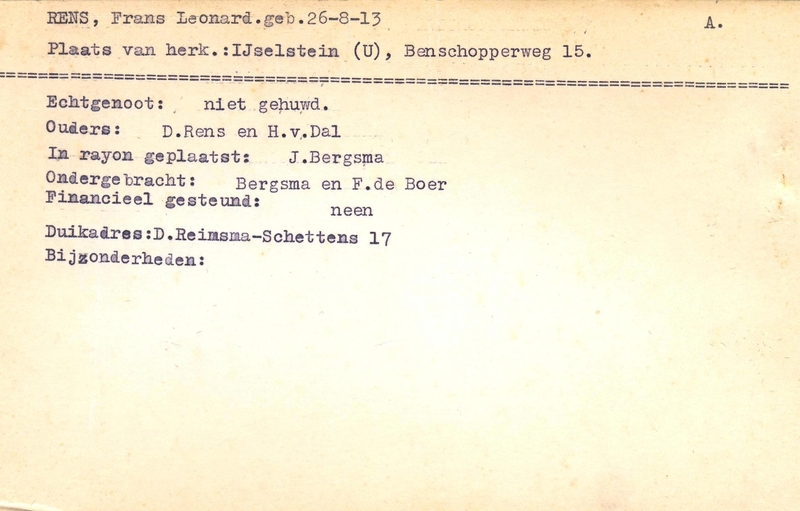 RENS, Frans Leonard.geb.26-8-13 A.
Plaats van herk.:IJselstein (U), Benschopperweg 15.
Echtgenoot: niet gehuwd.
Ouders: D.Rens en H.v.Dal
In rayon geplaatst: J.Bergsma
Ondergebracht: Bergsma en F.de Boer
Financieel gesteund: neen
Duikadres:D.Reimsma-Schettens 17
Bijzonderheden: